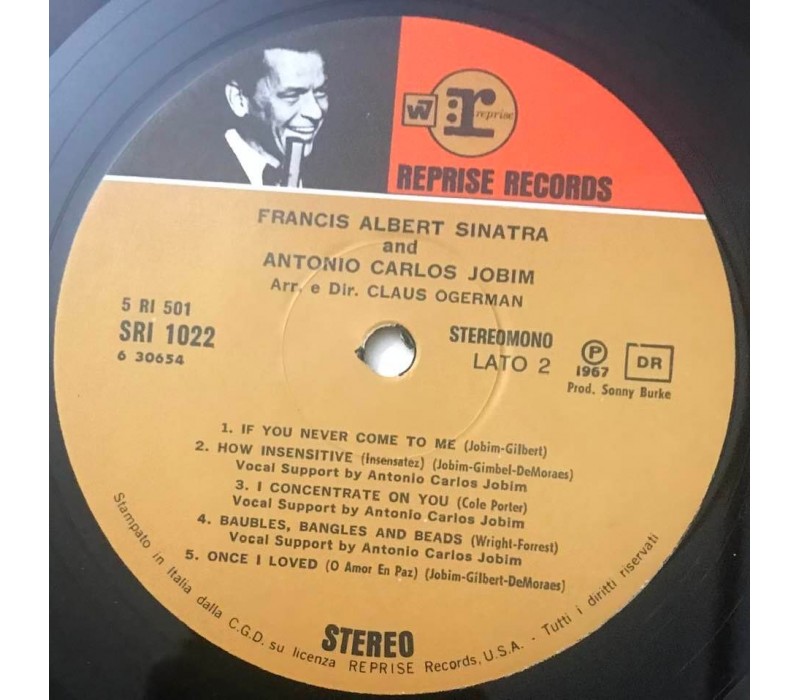 W7 r reprise
REPRISE RECORDS
FRANCIS ALBERT SINATRA
and
ANTONIO CARLOS JOBIM
Arr. e Dir. CLAUS OGERMAN
5 RI 501
SRI 1022
6 30654
STEREOMONO
LATO 2
P
1967
DR
Prod. Sonny Burke
1. IF YOU NEVER COME TO ME (Jobim-Gilbert)
2. HOW INSENSITIVE (Insensatez) (Jobim-Gimbel-DeMoraes)
Vocal Support by Antonio Carlos Jobim
3. I CONCENTRATE ON YOU (Cole Porter)
Vocal Support by Antonio Carlos Jobim
4. BAUBLES, BANGLES AND BEADS (Wright-Forrest)
Vocal Support by Antonio Carlos Jobim
5. ONCE I LOVED (O Amor En Paz) (Jobim-Gilbert-DeMoraes)
STEREO
Stampato in Italia dalla C.G.D. su licenza REPRISE Records, U.S.A. - Tutti i diritti riservati